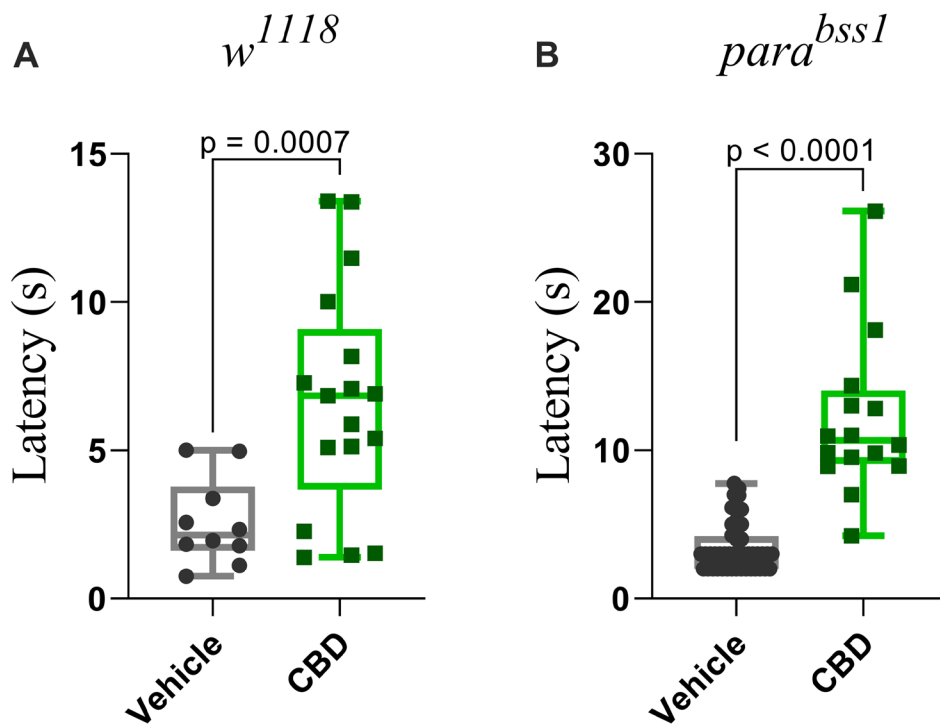 A
w1118
p = 0.0007
15
10
5
0
Latency (s)
Vehicle
CBD
B
parabss1
p < 0.0001
30
20
10
0
Latency (s)
Vehicle
CBD